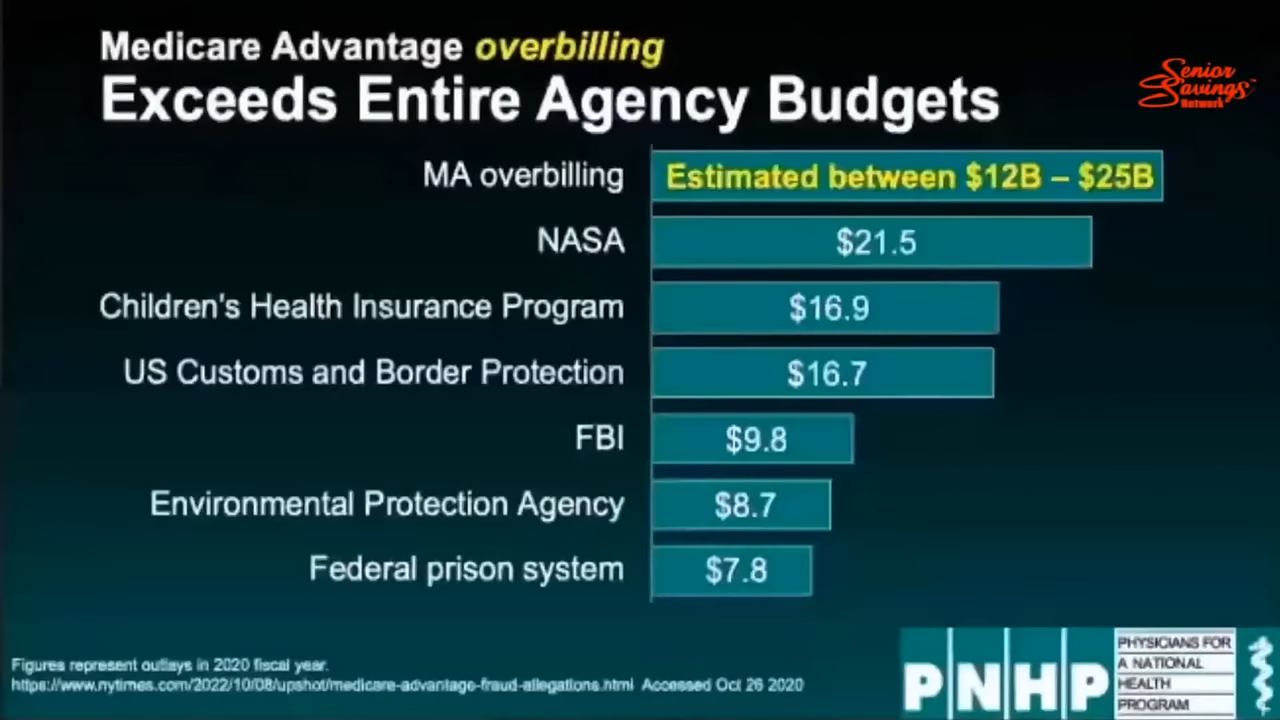 Medicare Advantage overbilling
Exceeds Entire Agency Budgets
Senior
Savings™
Network
MA overbilling
Estimated between $12B – $25B
NASA
$21.5
Children's Health Insurance Program
$16.9
US Customs and Border Protection
$16.7
FBI
$9.8
Environmental Protection Agency
$8.7
Federal prison system
$7.8
Figures represent outlays in 2020 fiscal year.
https://www.nytimes.com/2022/10/08/upshot/medicare-advantage-fraud-allegations.html Accessed Oct 26 2020
PNHP
PHYSICIANS FOR
A NATIONAL
HEALTH
PROGRAM